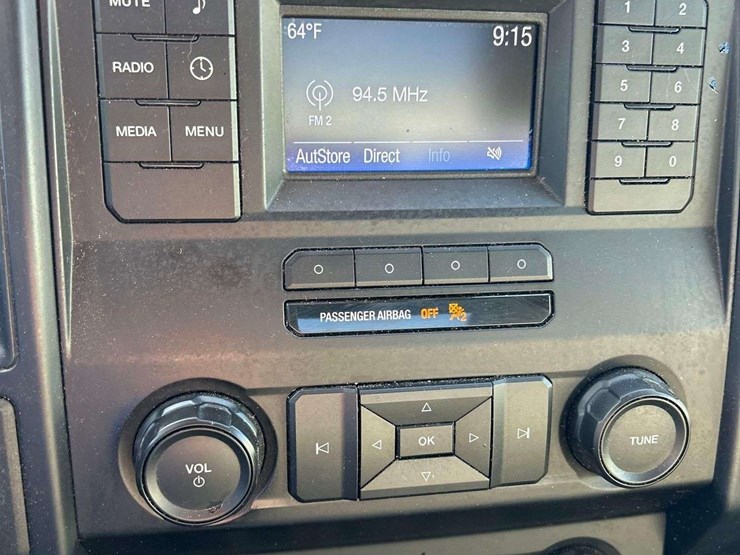 MUTE
64°F 9:15
1 2
RADIO
3 4
94.5 MHz
FM 2
5 6
MEDIA MENU
7 8
AutoStore Direct Info
9 0
PASSENGER AIRBAG OFF
VOL
OK
TUNE